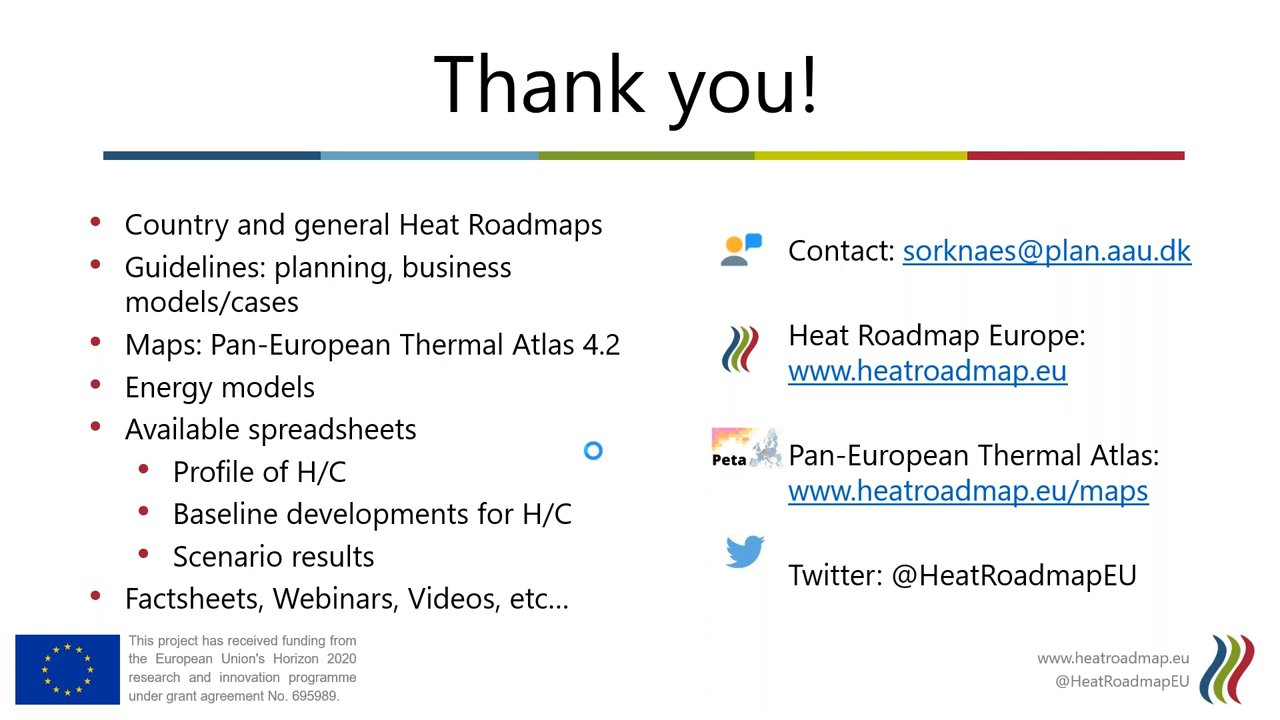 Thank you!
• Country and general Heat Roadmaps
• Guidelines: planning, business
models/cases
• Maps: Pan-European Thermal Atlas 4.2
• Energy models
• Available spreadsheets
• Profile of H/C
• Baseline developments for H/C
• Scenario results
• Factsheets, Webinars, Videos, etc...
Contact: sorknaes@plan.aau.dk
Heat Roadmap Europe:
www.heatroadmap.eu
Peta
Pan-European Thermal Atlas:
www.heatroadmap.eu/maps
Twitter: @HeatRoadmapEU
This project has received funding from
the European Union's Horizon 2020
research and innovation programme
under grant agreement No. 695989.
www.heatroadmap.eu
@HeatRoadmapEU